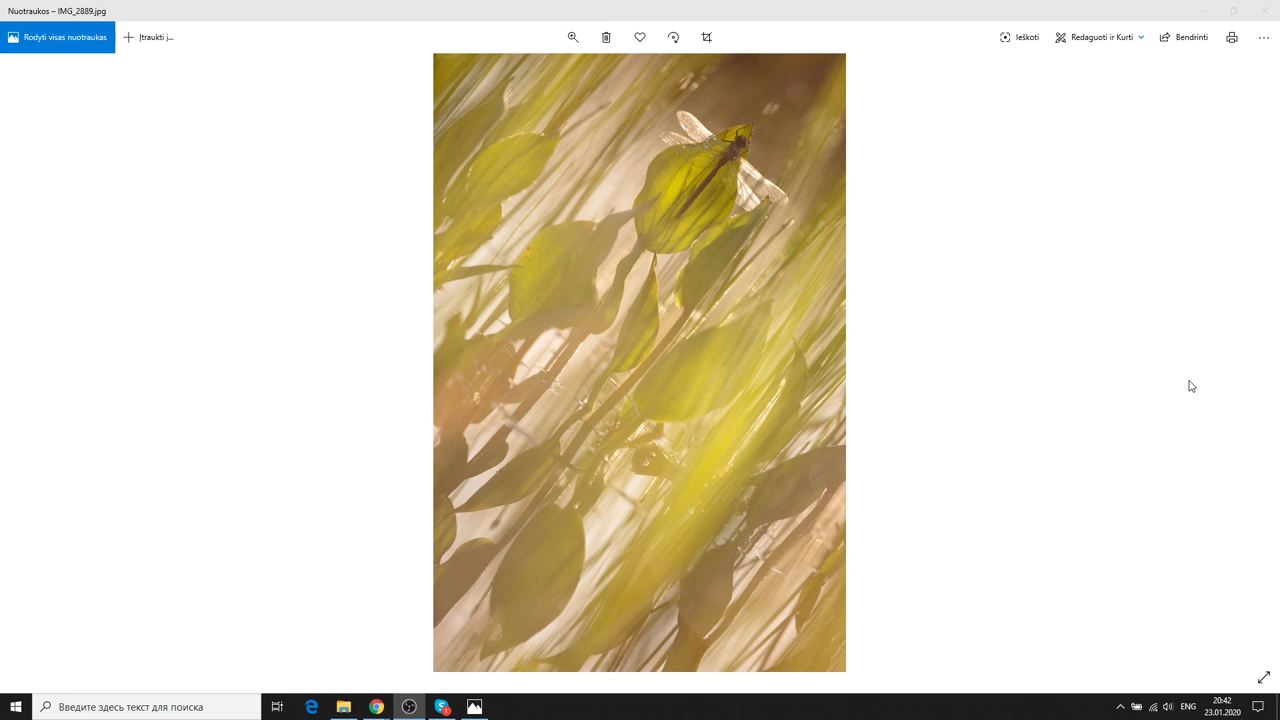 Nuotraukos – IMG_2889.jpg
Rodyti visas nuotraukas
Įtraukti į...
Ieškoti
Redaguoti ir Kurti
Bendrinti
Введите здесь текст для поиска
1
ENG
20:42
23.01.2020